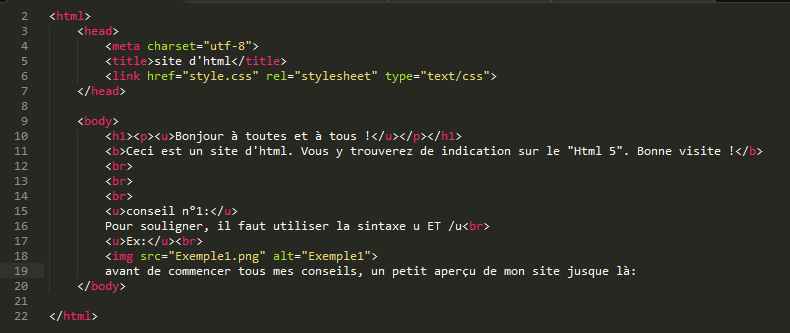 2 <html>
3 <head>
4 <meta charset="utf-8">
5 <title>site d'html</title>
6 <link href="style.css" rel="stylesheet" type="text/css">
7 </head>
8
9 <body>
10 <h1><p><u>Bonjour à toutes et à tous !</u></p></h1>
11 <b>Ceci est un site d'html. Vous y trouverez de indication sur le "Html 5". Bonne visite !</b>
12 <br>
13 <br>
14 <br>
15 <u>conseil n°1:</u>
16 Pour souligner, il faut utiliser la sintaxe u ET /u<br>
17 <u>Ex:</u><br>
18 <img src="Exemple1.png" alt="Exemple1">
19 avant de commencer tous mes conseils, un petit aperçu de mon site jusque là:
20 </body>
21
22 </html>